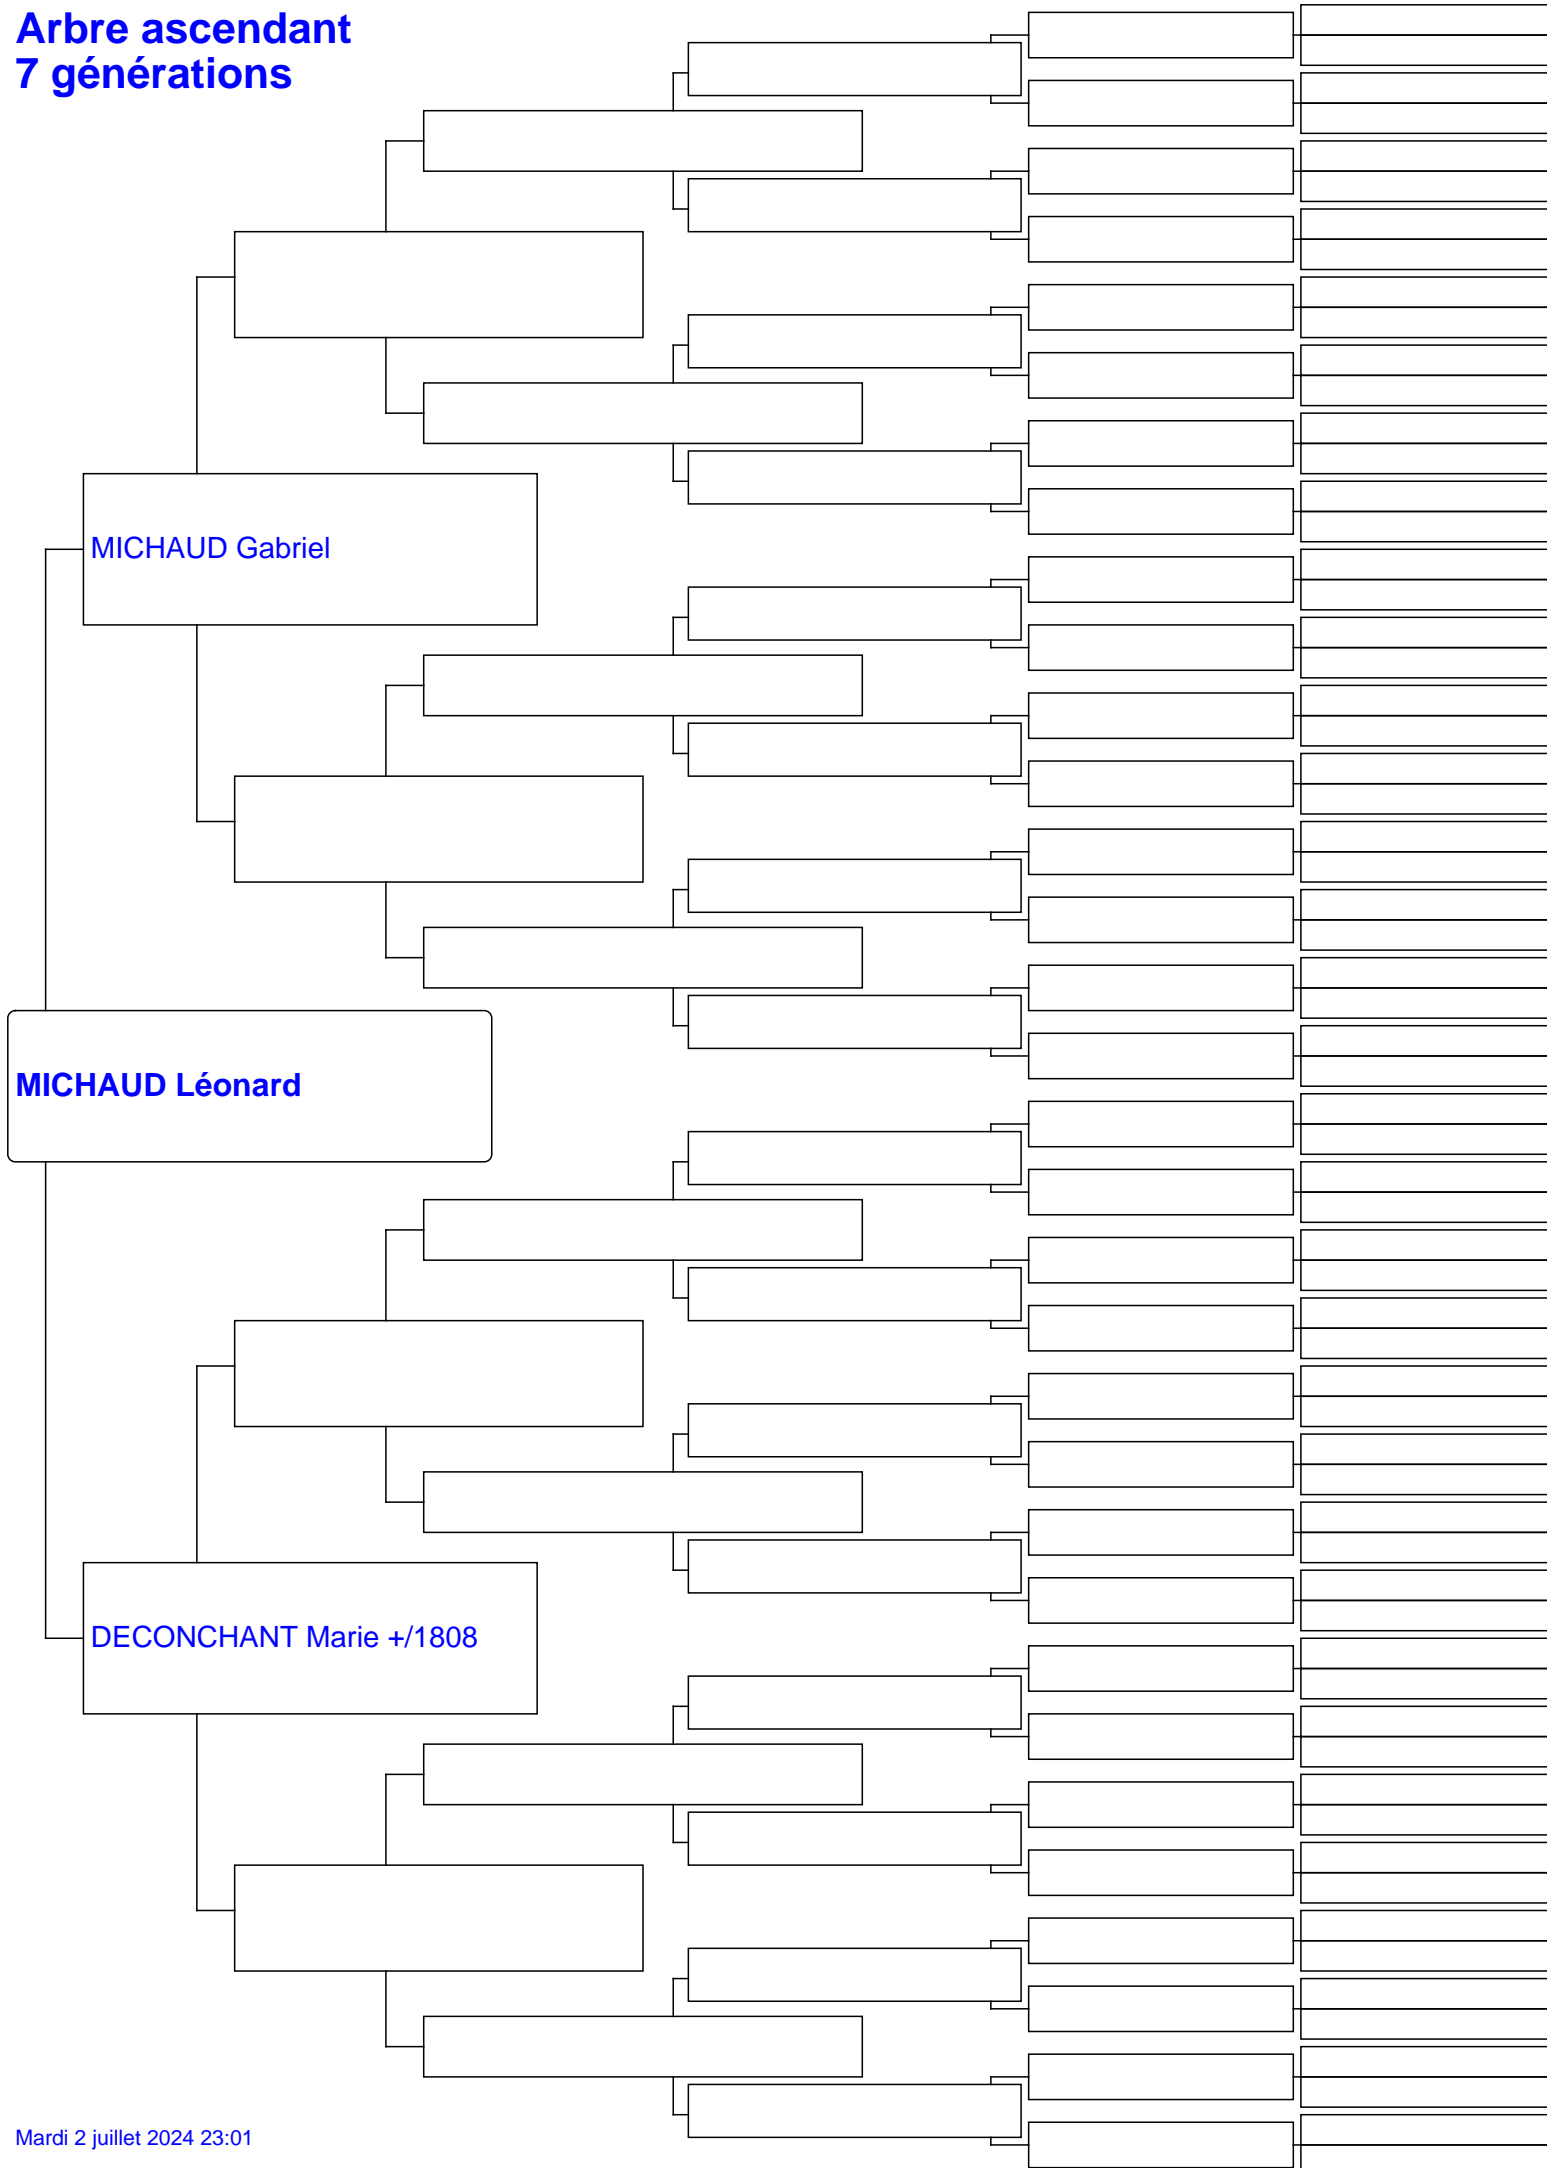 Arbre ascendant
7 générations
MICHAUD Gabriel
MICHAUD Léonard
DECONCHANT Marie +/1808
Mardi 2 juillet 2024 23:01